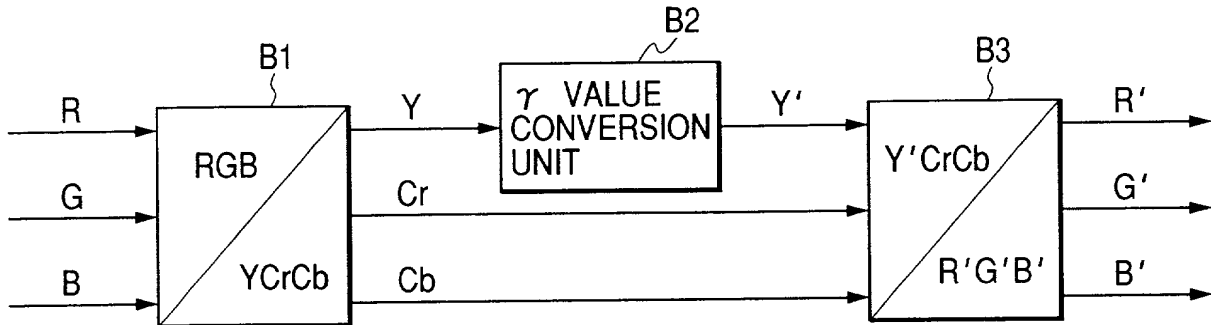 B1
B2
B3
R
G
B
RGB
YCrCb
Y
Cr
Cb
γ VALUE
CONVERSION
UNIT
Y′
Y′CrCb
R′G′B′
R′
G′
B′